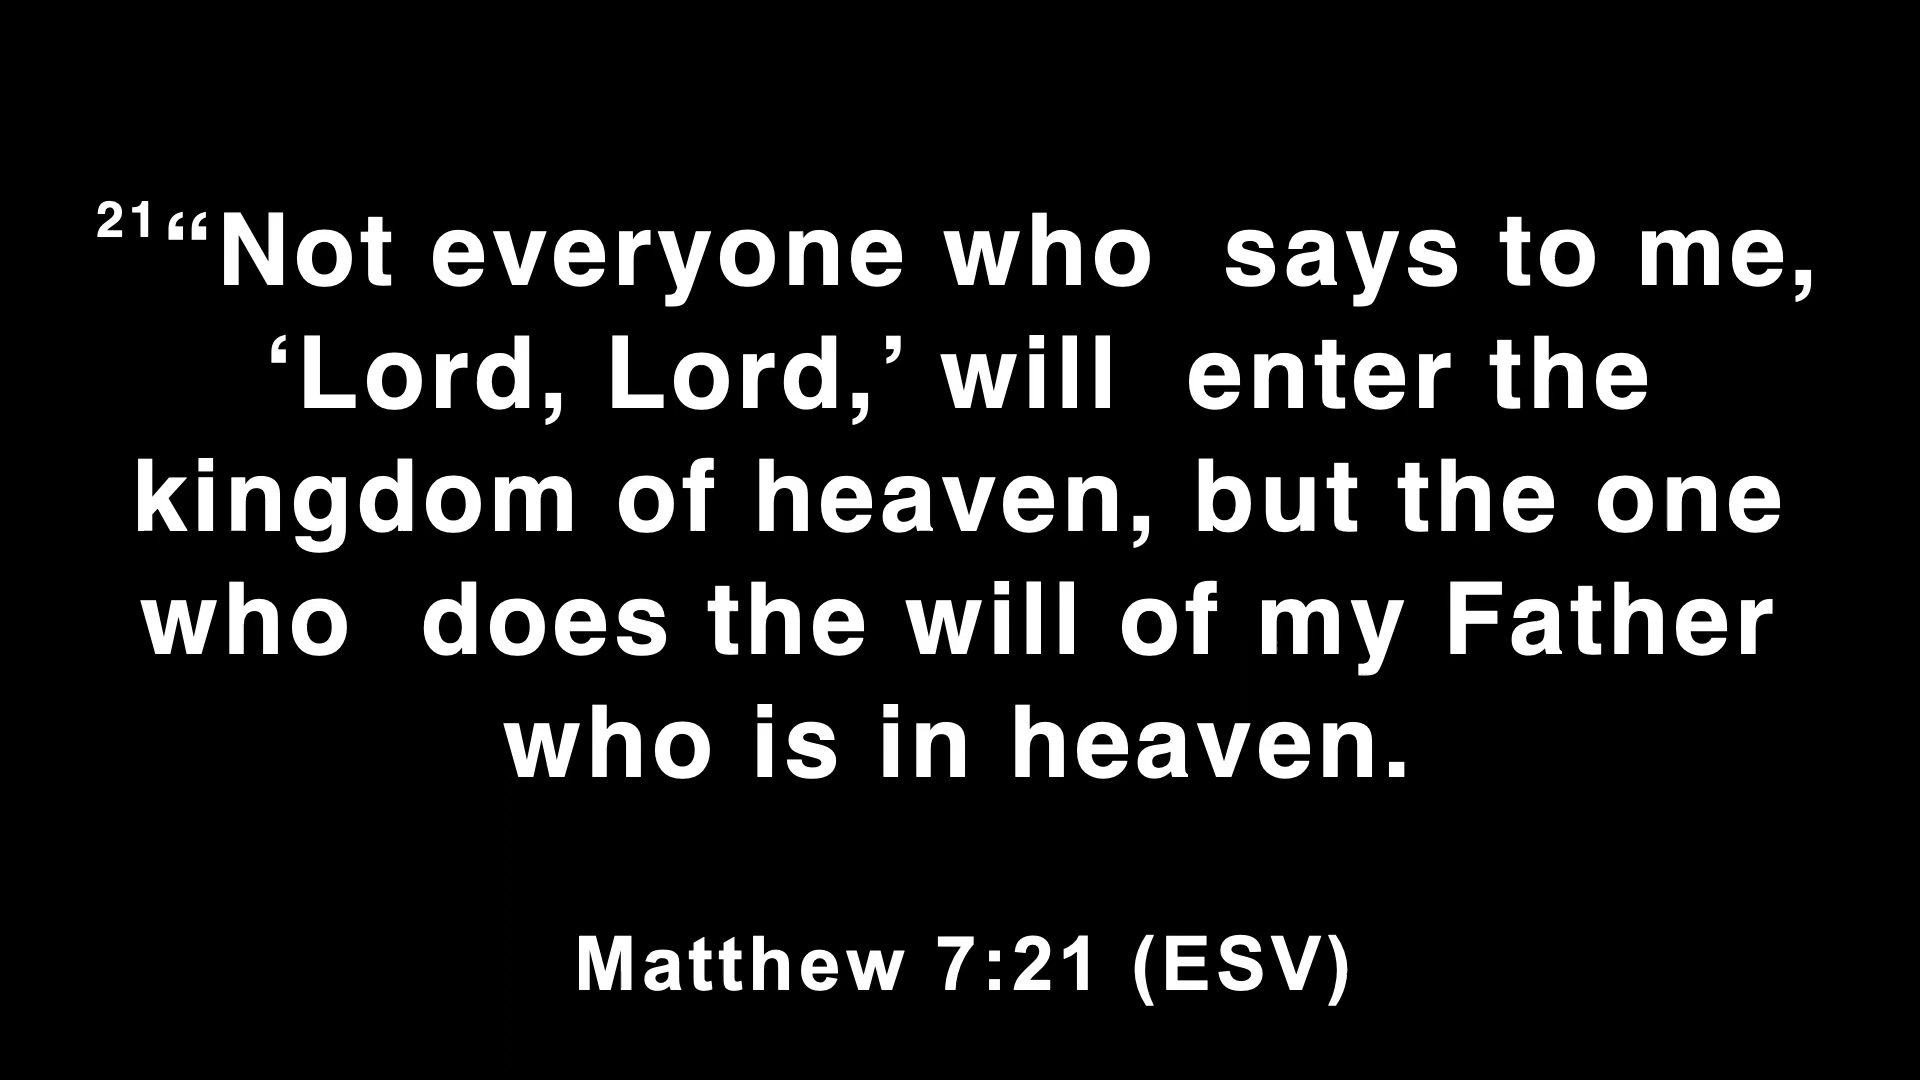 21“Not everyone who  says to me,
‘Lord, Lord,’ will  enter the
kingdom of heaven, but the one
who  does the will of my Father
who is in heaven.
Matthew 7:21 (ESV)